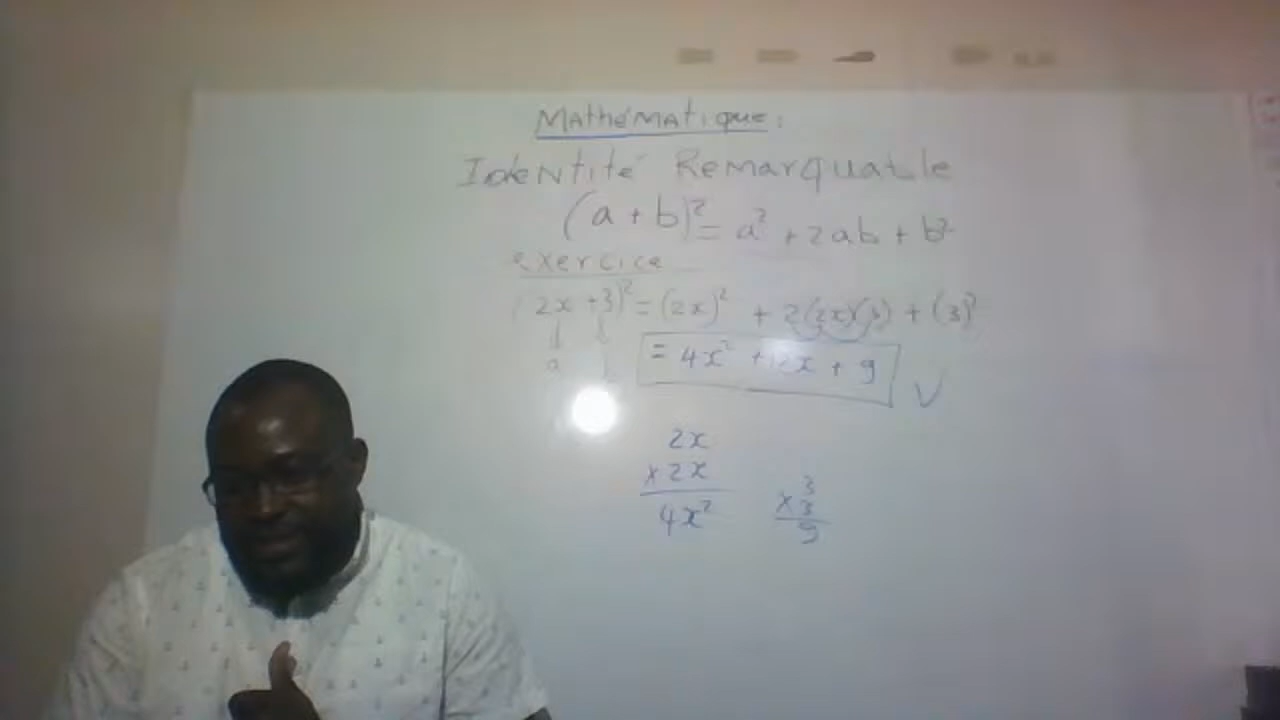 Mathématique:
Identité Remarquable
(a + b)² = a² + 2ab + b²
exercice
(2x + 3)² = (2x)² + 2(2x)(3) + (3)²
a
= 4x² + 12x + 9
2x
× 2x
4x²
3
× 3
9